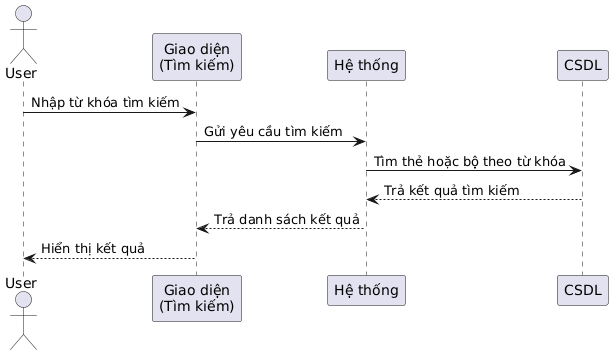 User
Giao diện
(Tìm kiếm)
Hệ thống
CSDL
Nhập từ khóa tìm kiếm
Gửi yêu cầu tìm kiếm
Tìm thẻ hoặc bộ theo từ khóa
Trả kết quả tìm kiếm
Trả danh sách kết quả
Hiển thị kết quả
User
Giao diện
(Tìm kiếm)
Hệ thống
CSDL